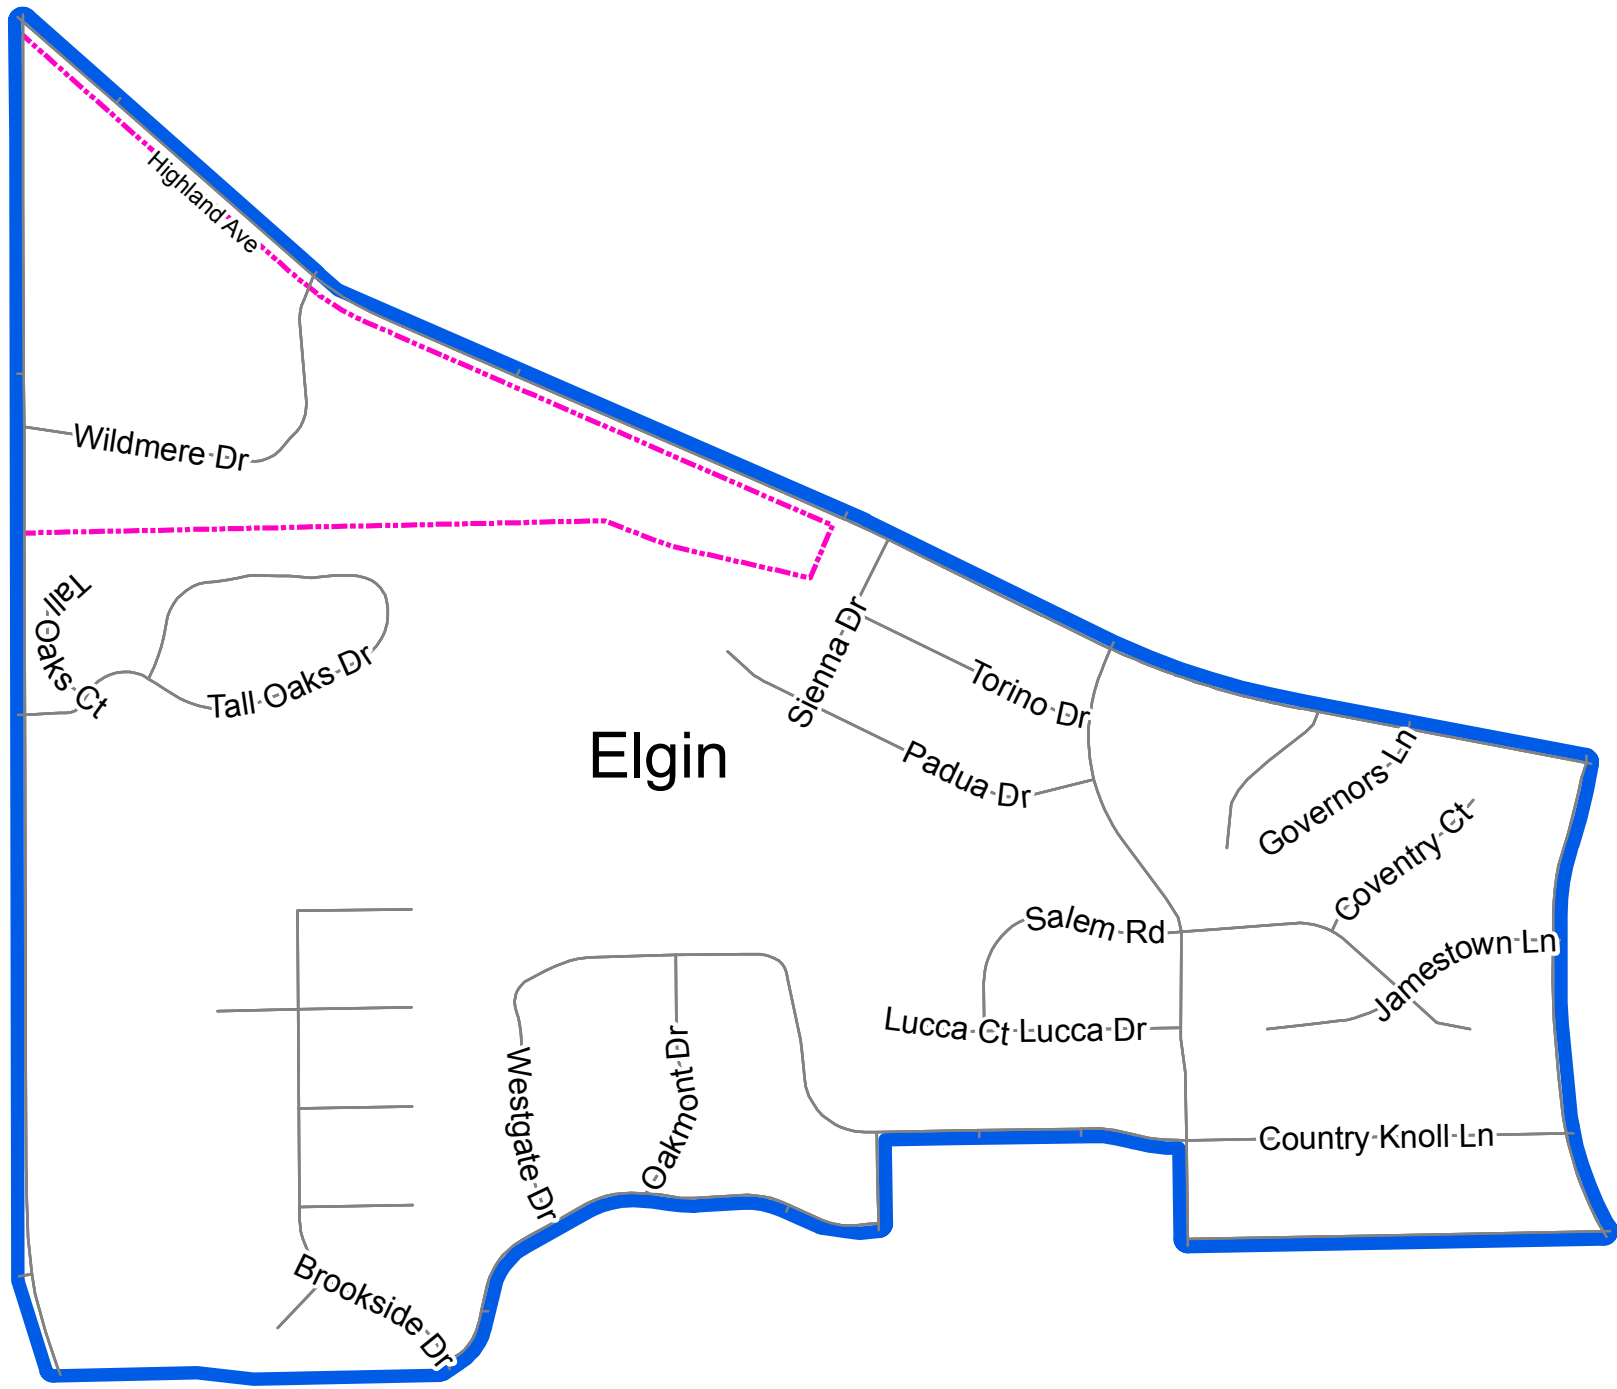 Highland Ave
Wildmere Dr
Tall Oaks Ct
Tall Oaks Dr
Sienna Dr
Torino Dr
Padua Dr
Elgin
Governors Ln
Coventry Ct
Salem Rd
Jamestown Ln
Lucca Ct
Lucca Dr
Westgate Dr
Oakmont Dr
Country Knoll Ln
Brookside Dr